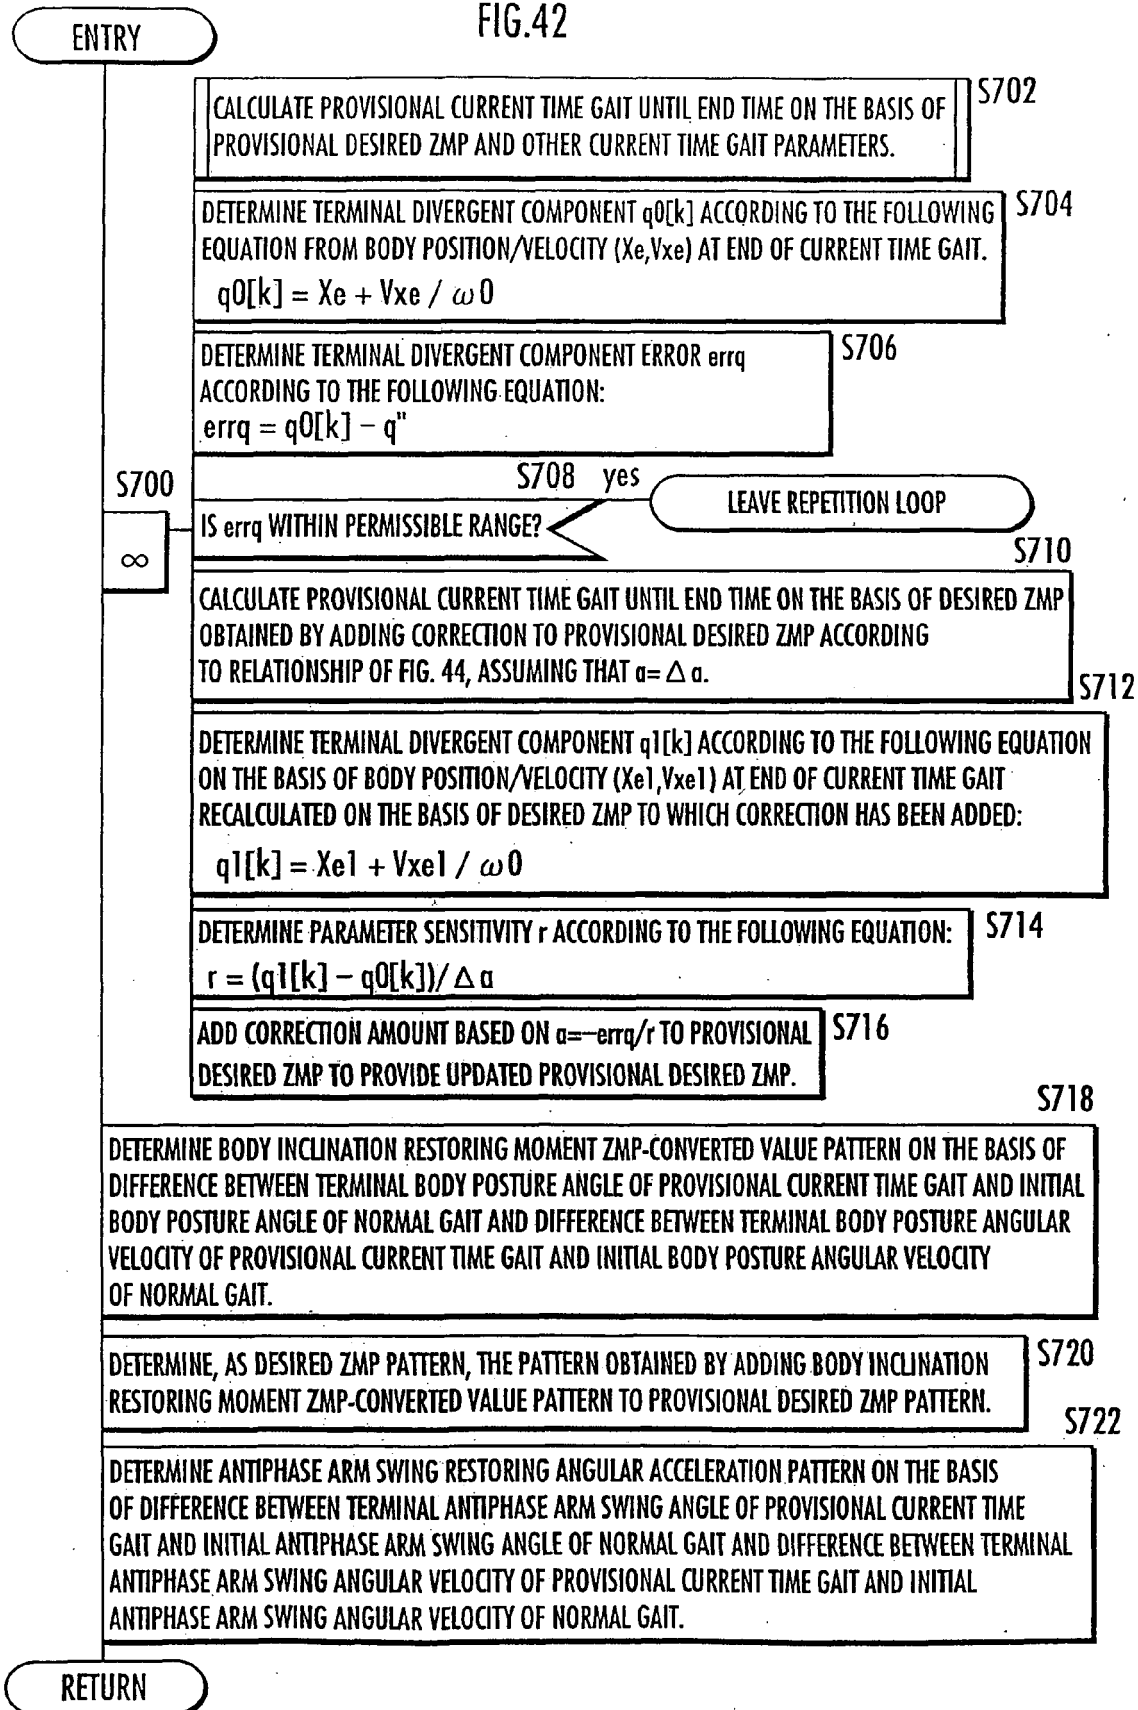 FIG.42
ENTRY
S702
CALCULATE PROVISIONAL CURRENT TIME GAIT UNTIL END TIME ON THE BASIS OF
PROVISIONAL DESIRED ZMP AND OTHER CURRENT TIME GAIT PARAMETERS.
S704
DETERMINE TERMINAL DIVERGENT COMPONENT q0[k] ACCORDING TO THE FOLLOWING
EQUATION FROM BODY POSITION/VELOCITY (Xe,Vxe) AT END OF CURRENT TIME GAIT.
q0[k] = Xe + Vxe / ω0
S706
DETERMINE TERMINAL DIVERGENT COMPONENT ERROR errq
ACCORDING TO THE FOLLOWING EQUATION:
errq = q0[k] − q"
S700
∞
S708 yes
IS errq WITHIN PERMISSIBLE RANGE?
LEAVE REPETITION LOOP
S710
CALCULATE PROVISIONAL CURRENT TIME GAIT UNTIL END TIME ON THE BASIS OF DESIRED ZMP
OBTAINED BY ADDING CORRECTION TO PROVISIONAL DESIRED ZMP ACCORDING
TO RELATIONSHIP OF FIG. 44, ASSUMING THAT a= Δ a.
S712
DETERMINE TERMINAL DIVERGENT COMPONENT q1[k] ACCORDING TO THE FOLLOWING EQUATION
ON THE BASIS OF BODY POSITION/VELOCITY (Xe1,Vxe1) AT END OF CURRENT TIME GAIT
RECALCULATED ON THE BASIS OF DESIRED ZMP TO WHICH CORRECTION HAS BEEN ADDED:
q1[k] = Xe1 + Vxe1 / ω0
S714
DETERMINE PARAMETER SENSITIVITY r ACCORDING TO THE FOLLOWING EQUATION:
r = (q1[k] − q0[k])/ Δ a
S716
ADD CORRECTION AMOUNT BASED ON a=−errq/r TO PROVISIONAL
DESIRED ZMP TO PROVIDE UPDATED PROVISIONAL DESIRED ZMP.
S718
DETERMINE BODY INCLINATION RESTORING MOMENT ZMP-CONVERTED VALUE PATTERN ON THE BASIS OF
DIFFERENCE BETWEEN TERMINAL BODY POSTURE ANGLE OF PROVISIONAL CURRENT TIME GAIT AND INITIAL
BODY POSTURE ANGLE OF NORMAL GAIT AND DIFFERENCE BETWEEN TERMINAL BODY POSTURE ANGULAR
VELOCITY OF PROVISIONAL CURRENT TIME GAIT AND INITIAL BODY POSTURE ANGULAR VELOCITY
OF NORMAL GAIT.
S720
DETERMINE, AS DESIRED ZMP PATTERN, THE PATTERN OBTAINED BY ADDING BODY INCLINATION
RESTORING MOMENT ZMP-CONVERTED VALUE PATTERN TO PROVISIONAL DESIRED ZMP PATTERN.
S722
DETERMINE ANTIPHASE ARM SWING RESTORING ANGULAR ACCELERATION PATTERN ON THE BASIS
OF DIFFERENCE BETWEEN TERMINAL ANTIPHASE ARM SWING ANGLE OF PROVISIONAL CURRENT TIME
GAIT AND INITIAL ANTIPHASE ARM SWING ANGLE OF NORMAL GAIT AND DIFFERENCE BETWEEN TERMINAL
ANTIPHASE ARM SWING ANGULAR VELOCITY OF PROVISIONAL CURRENT TIME GAIT AND INITIAL
ANTIPHASE ARM SWING ANGULAR VELOCITY OF NORMAL GAIT.
RETURN